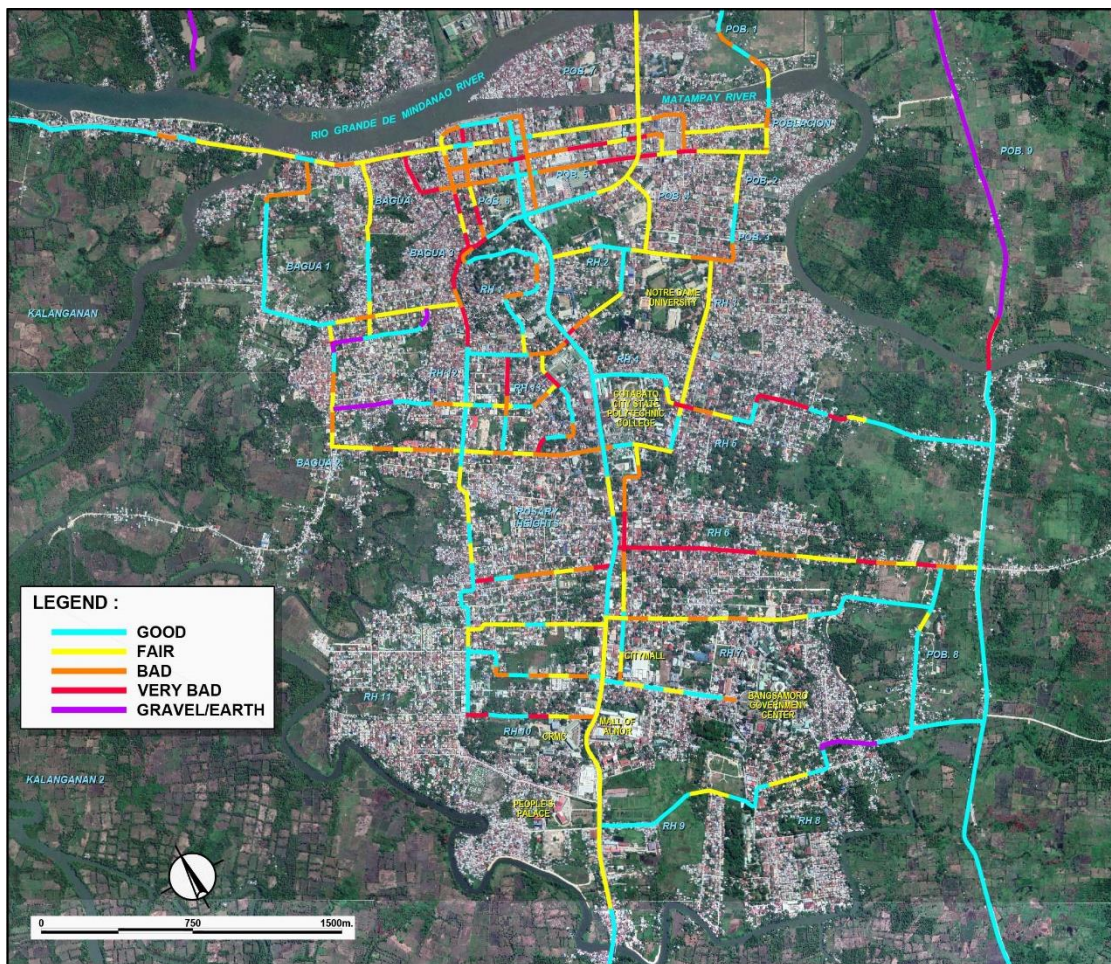 POB. 1
POB. 7
RIO GRANDE DE MINDANAO RIVER
MATAMPAY RIVER
POBLACION
POB. 9
POB. 5
POB. 2
POB. 4
BAGUA
POB. 6
POB. 3
BAGUA 3
BAGUA 1
RH 2
RH 1
NOTRE DAME
UNIVERSITY
RH 3
KALANGANAN
RH 4
RH 12
RH 13
COTABATO
CITY STATE
POLYTECHNIC
COLLEGE
RH 5
BAGUA 2
ROSARY
HEIGHTS
RH 6
LEGEND :
GOOD
FAIR
BAD
VERY BAD
GRAVEL/EARTH
CITYMALL
RH 7
POB. 8
RH 11
BANGSAMORO
GOVERNMENT
CENTER
MALL OF
ALNOR
RH 10
CRMC
KALANGANAN 2
PEOPLE'S
PALACE
RH 9
RH 8
0
750
1500m.